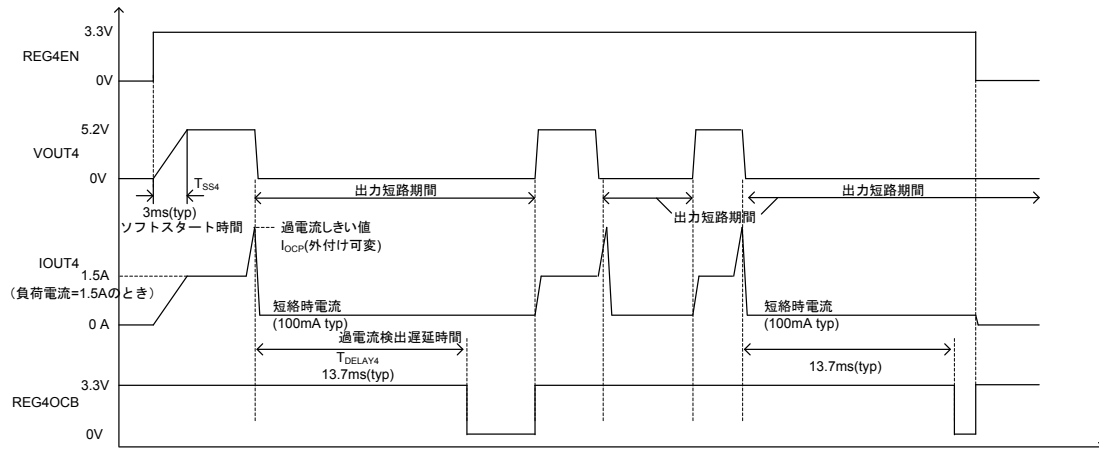 3.3V
REG4EN
0V
5.2V
VOUT4
0V
TSS4
出力短路期間
出力短路期間
出力短路期間
3ms(typ)
ソフトスタート時間
過電流しきい値
IOCP(外付け可変)
IOUT4
1.5A
(負荷電流=1.5Aのとき)
短絡時電流
(100mA typ)
短絡時電流
(100mA typ)
0 A
過電流検出遅延時間
TDELAY4
13.7ms(typ)
13.7ms(typ)
3.3V
REG4OCB
0V